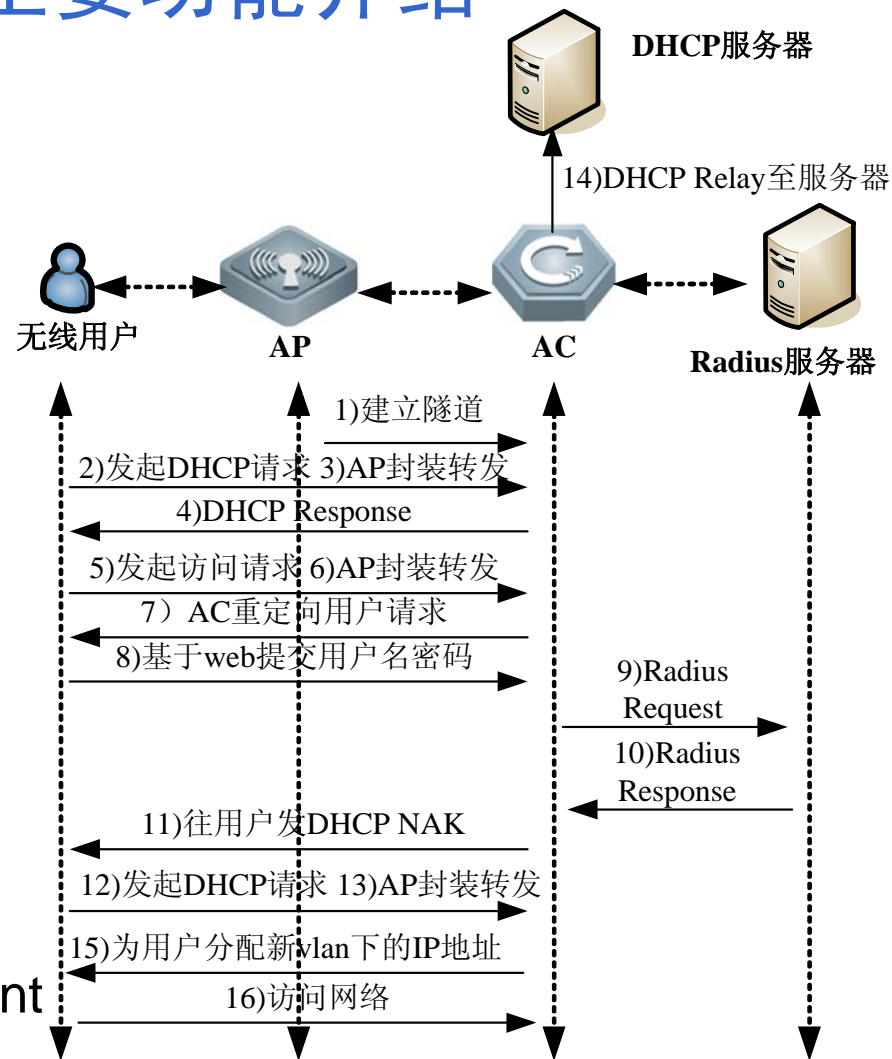 主要功能介绍
DHCP服务器
14)DHCP Relay至服务器
无线用户
AP
AC
Radius服务器
1)建立隧道
2)发起DHCP请求 3)AP封装转发
4)DHCP Response
5)发起访问请求 6)AP封装转发
7）AC重定向用户请求
8)基于web提交用户名密码
9)Radius
Request
10)Radius
Response
11)往用户发DHCP NAK
12)发起DHCP请求 13)AP封装转发
15)为用户分配新vlan下的IP地址
nt
16)访问网络